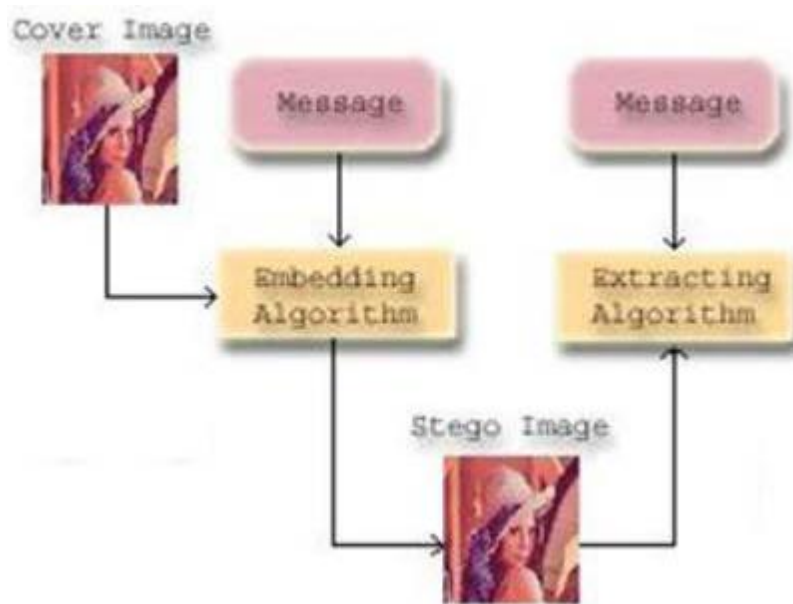 Cover Image
Message
Message
Embedding
Algorithm
Extracting
Algorithm
Stego Image